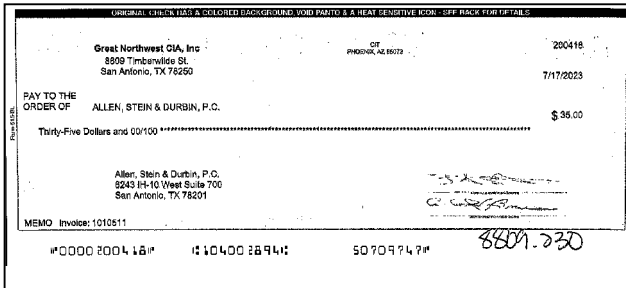 ORIGINAL CHECK HAS A COLORED BACKGROUND, VOID PANTO & A HEAT SENSITIVE ICON - SEE BACK FOR DETAILS
Great Northwest CIA, Inc
8809 Timberwilde St.
San Antonio, TX 78250
CIT
PHOENIX, AZ 85072
200418
7/17/2023
PAY TO THE
ORDER OF ALLEN, STEIN & DURBIN, P.C.
$ 35.00
Thirty-Five Dollars and 00/100
Allen, Stein & Durbin, P.C.
6243 IH-10 West Suite 700
San Antonio, TX 78201
MEMO Invoice: 1010511
⑈0000200418⑈ ⑆104002894⑆ 50709747⑈
8809.230